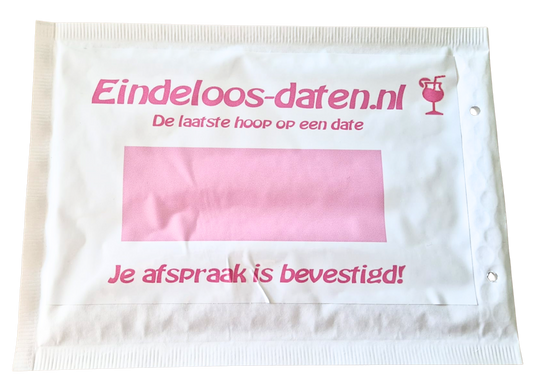 Eindeloos-daten.nl
De laatste hoop op een date
Je afspraak is bevestigd!